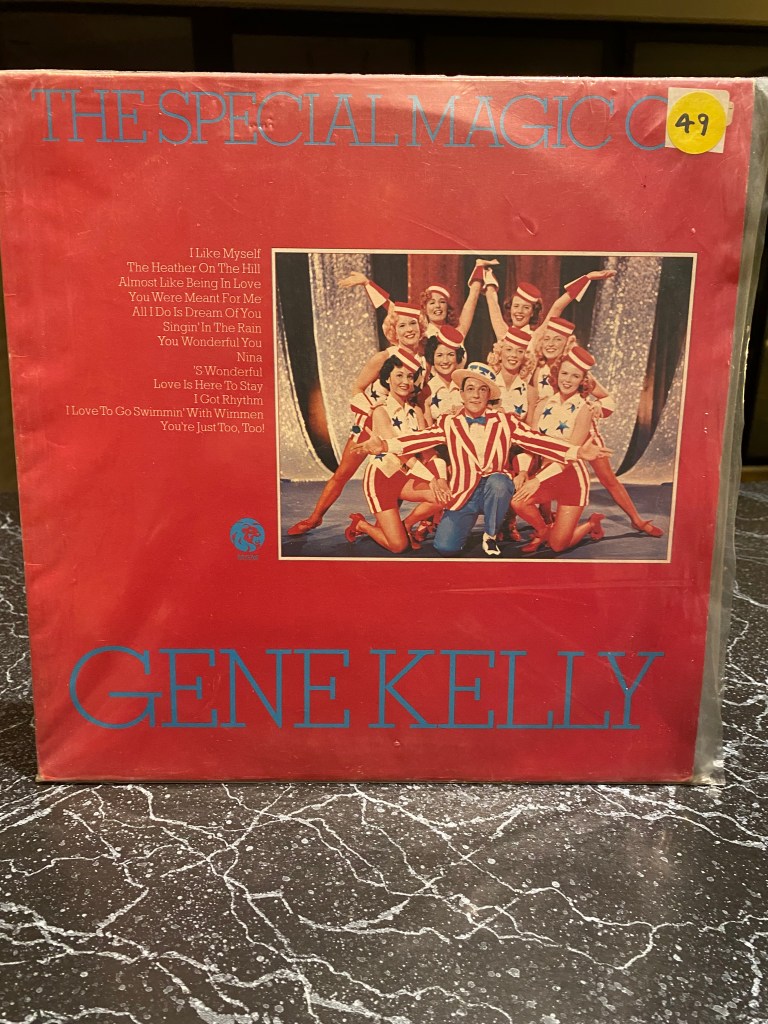 THE SPECIAL MAGIC O
49
I Like Myself
The Heather On The Hill
Almost Like Being In Love
You Were Meant For Me
All I Do Is Dream Of You
Singin' In The Rain
You Wonderful You
Nina
'S Wonderful
Love Is Here To Stay
I Got Rhythm
I Love To Go Swimmin' With Wimmen
You're Just Too, Too!
GENE KELLY